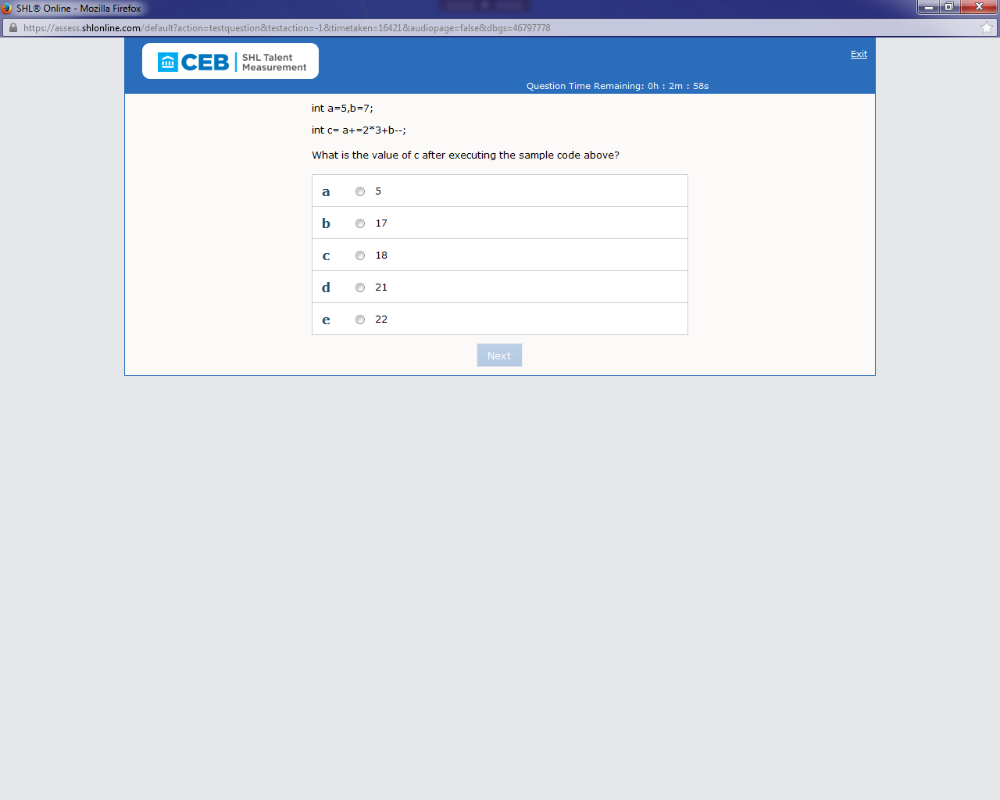 SHL® Online - Mozilla Firefox
https://assess.shlonline.com/default?action=testquestion&testaction=-1&timetaken=16421&audiopage=false&dbgs=46797778
CEB SHL Talent
Measurement
Exit
Question Time Remaining: 0h : 2m : 58s
int a=5,b=7;
int c= a+=2*3+b--;
What is the value of c after executing the sample code above?
a 5
b 17
c 18
d 21
e 22
Next